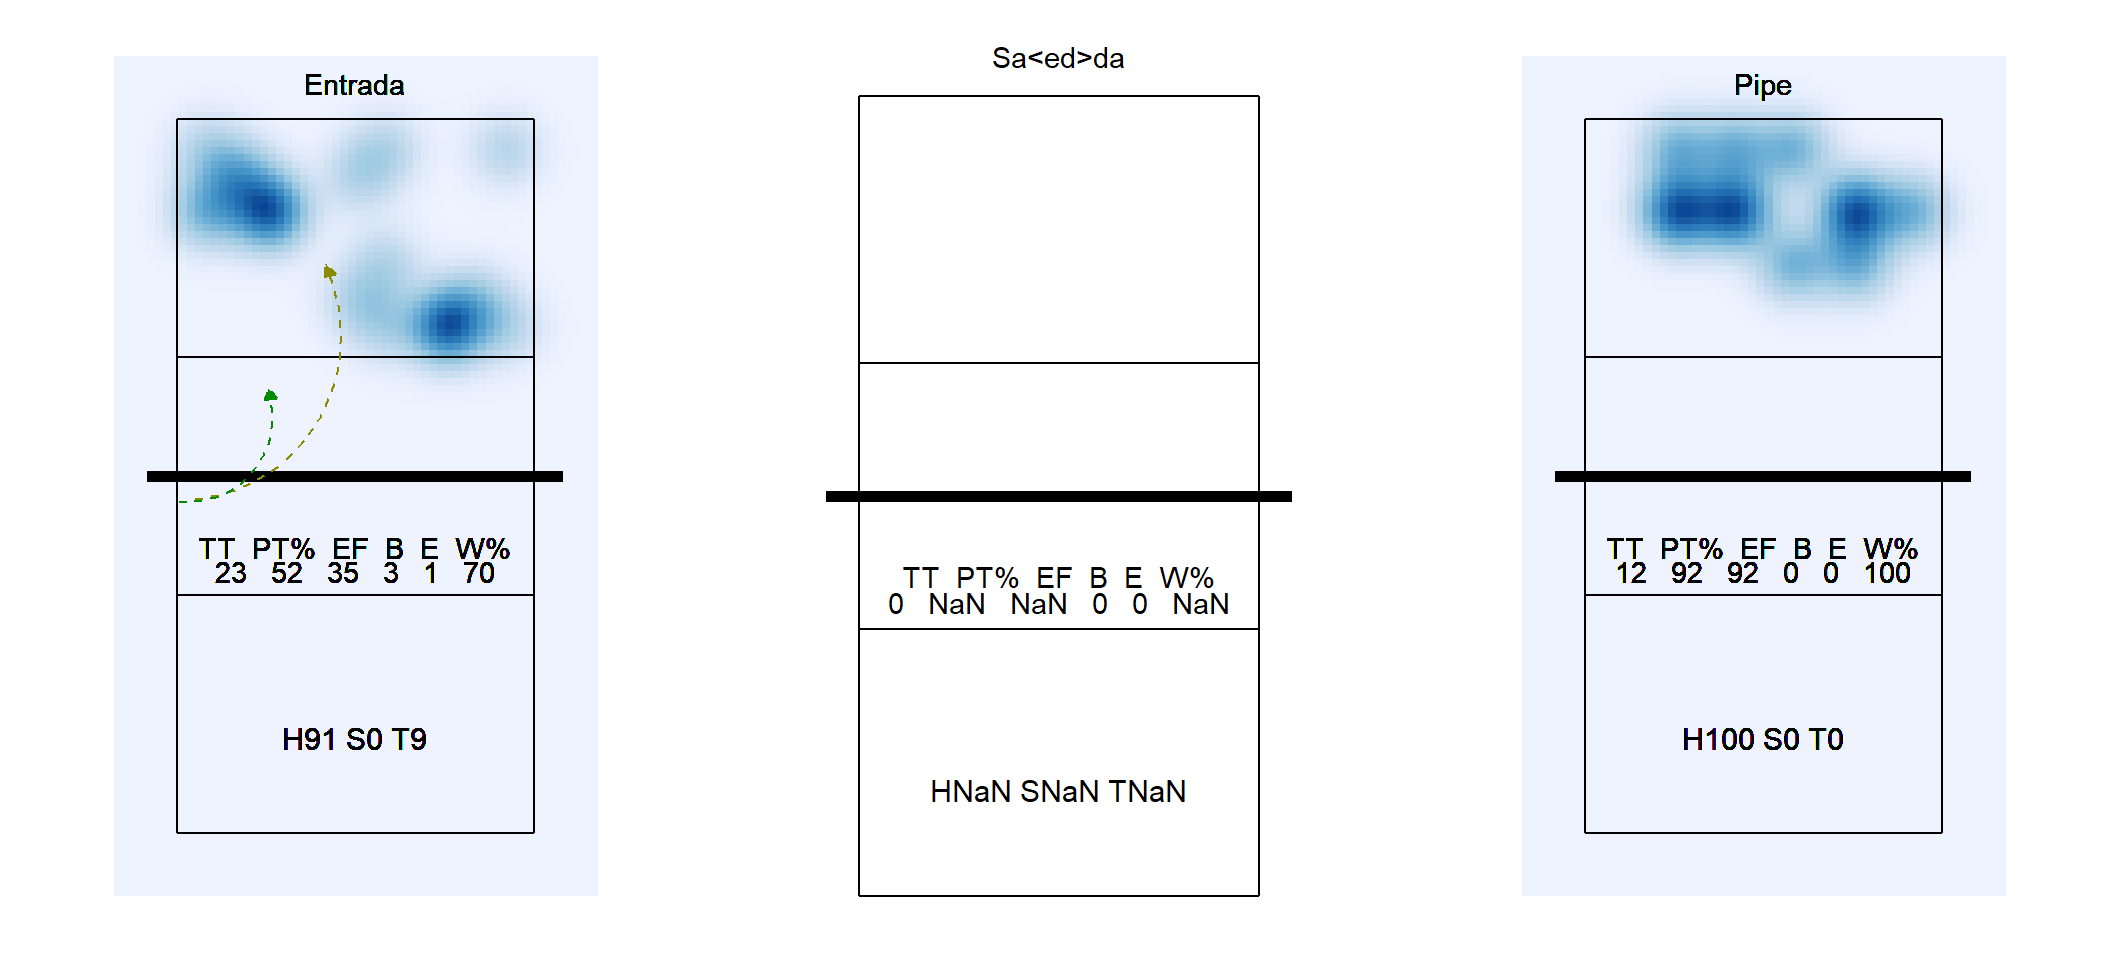 Entrada
TT PT% EF B E W%
23 52 35 3 1 70
H91 S0 T9
Sa<ed>da
TT PT% EF B E W%
0 NaN NaN 0 0 NaN
HNaN SNaN TNaN
Pipe
TT PT% EF B E W%
12 92 92 0 0 100
H100 S0 T0